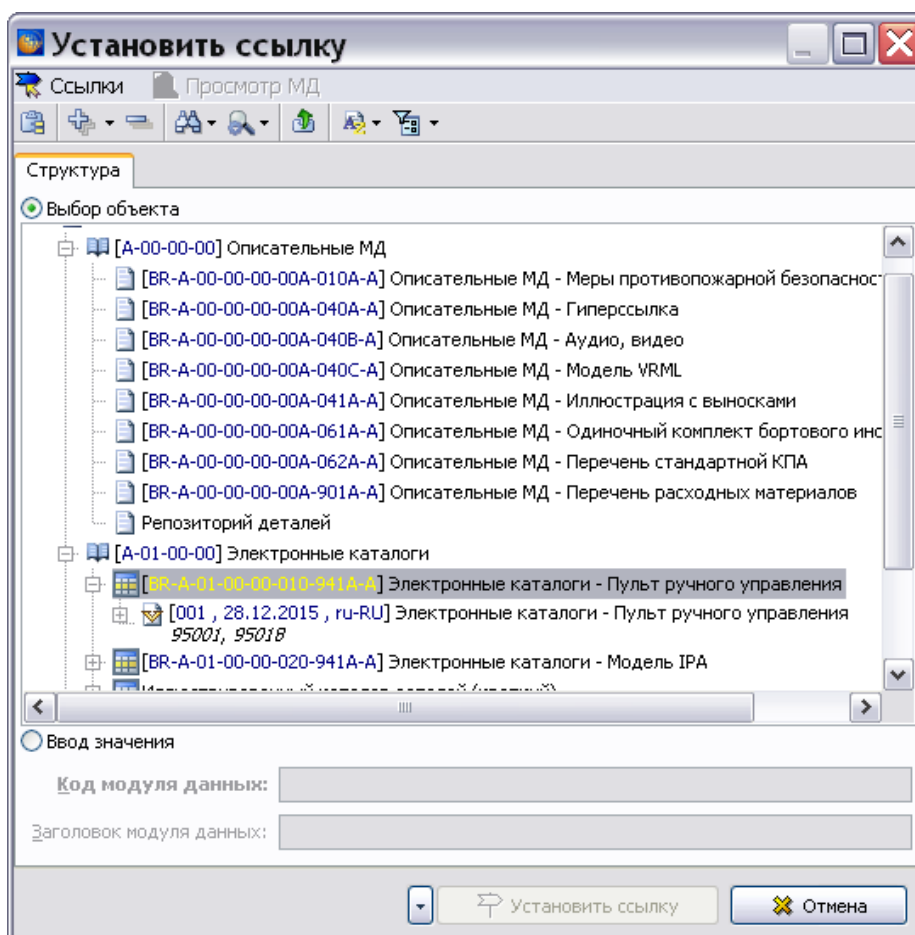 Установить ссылку
Ссылки Просмотр МД
Структура
Выбор объекта
[A-00-00-00] Описательные МД
[BR-A-00-00-00-00A-010A-A] Описательные МД - Меры противопожарной безопаснос
[BR-A-00-00-00-00A-040A-A] Описательные МД - Гиперссылка
[BR-A-00-00-00-00A-040B-A] Описательные МД - Аудио, видео
[BR-A-00-00-00-00A-040C-A] Описательные МД - Модель VRML
[BR-A-00-00-00-00A-041A-A] Описательные МД - Иллюстрация с выносками
[BR-A-00-00-00-00A-061A-A] Описательные МД - Одиночный комплект бортового инс
[BR-A-00-00-00-00A-062A-A] Описательные МД - Перечень стандартной КПА
[BR-A-00-00-00-00A-901A-A] Описательные МД - Перечень расходных материалов
Репозиторий деталей
[A-01-00-00] Электронные каталоги
[BR-A-01-00-00-010-941A-A] Электронные каталоги - Пульт ручного управления
[001 , 28.12.2015 , ru-RU] Электронные каталоги - Пульт ручного управления
95001, 95018
[BR-A-01-00-00-020-941A-A] Электронные каталоги - Модель IPA
Иллюстрированный каталог деталей (краткий)
Ввод значения
Код модуля данных:
Заголовок модуля данных:
Установить ссылку Отмена